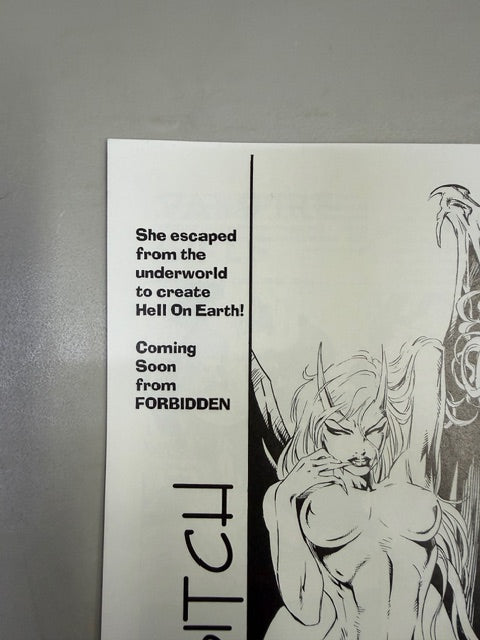 She escaped
from the
underworld
to create
Hell On Earth!
Coming
Soon
from
FORBIDDEN